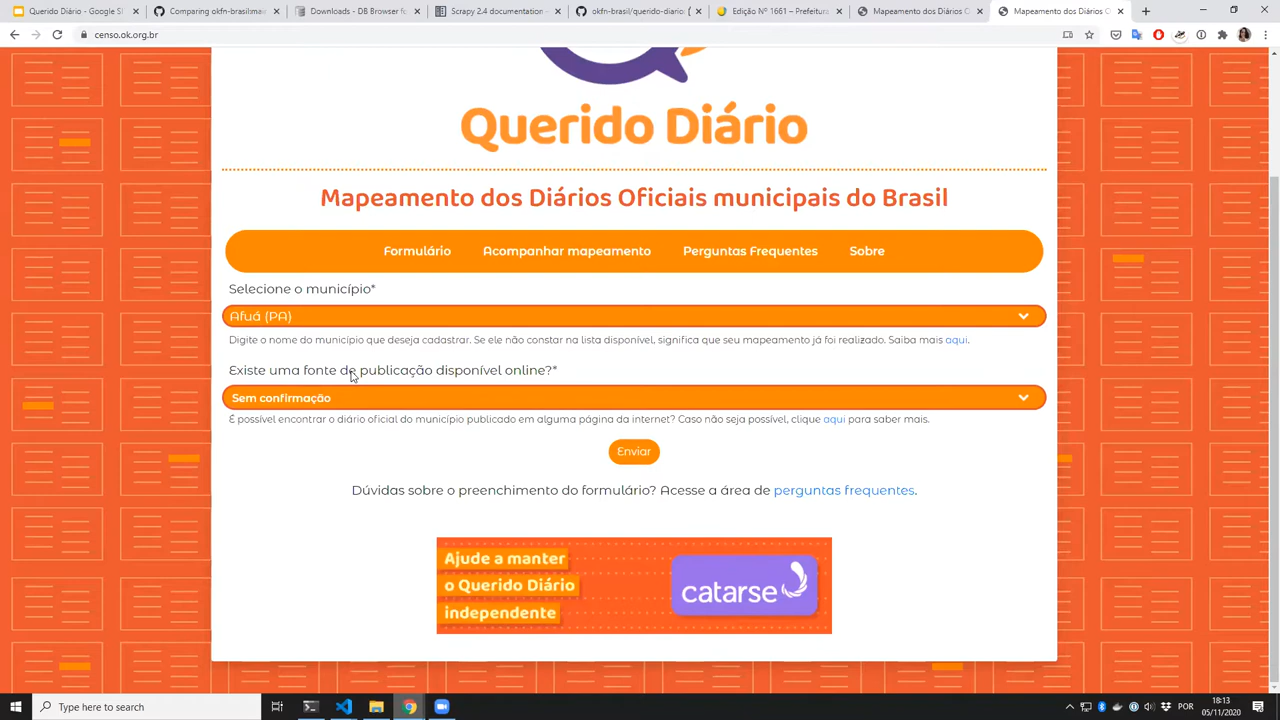 Querido Diário - Google Sl
Comparing okfn-brasil:ma
Downloads - DB Browser fo
Scrapy 2.4 documentation
okfn-brasil/querido-diario:
Edição Nº 1661 – Prefeitura
Mapeamento dos Diários O
Mapeamento dos Diários O
censo.ok.org.br
Querido Diário
Mapeamento dos Diários Oficiais municipais do Brasil
Formulário Acompanhar mapeamento Perguntas Frequentes Sobre
Selecione o município*
Afuá (PA)
Digite o nome do município que deseja cadastrar. Se ele não constar na lista disponível, significa que seu mapeamento já foi realizado. Saiba mais aqui.
Existe uma fonte de publicação disponível online?*
Sem confirmação
É possível encontrar o diário oficial do município publicado em alguma página da internet? Caso não seja possível, clique aqui para saber mais.
Enviar
Dúvidas sobre o preenchimento do formulário? Acesse a área de perguntas frequentes.
Ajude a manter
o Querido Diário
independente
catarse
Type here to search
POR
18:13
05/11/2020